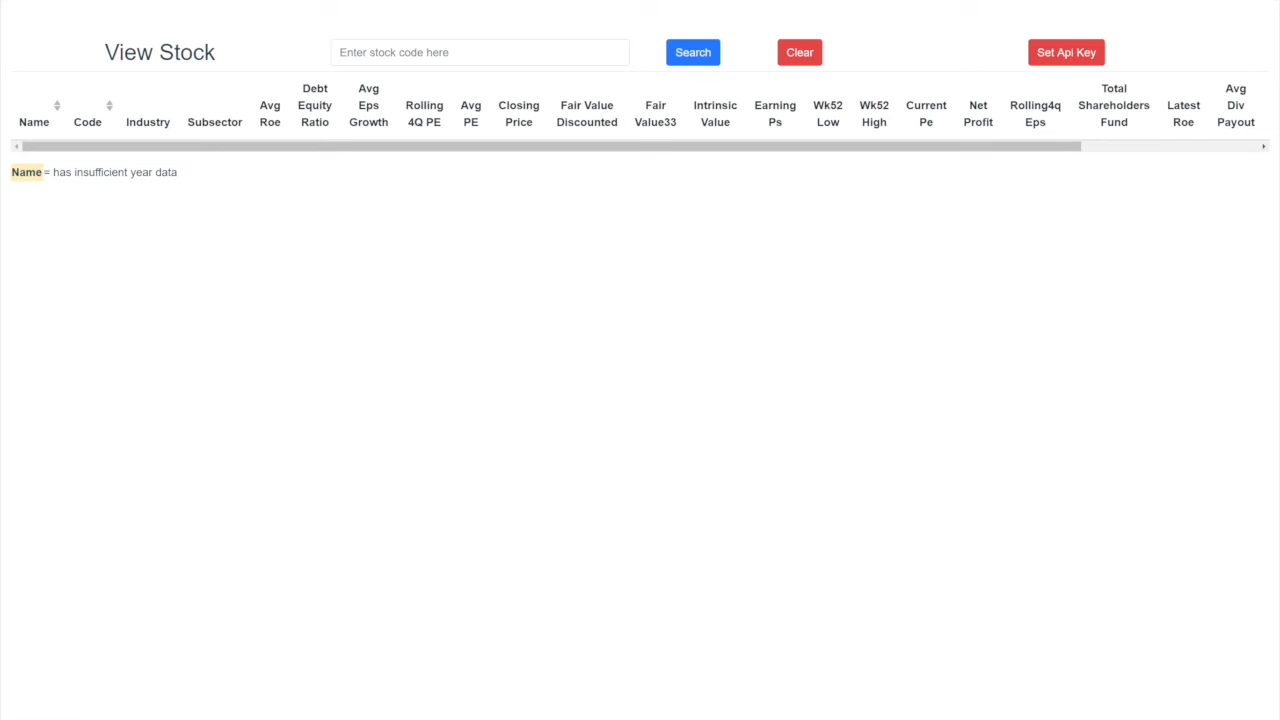 View Stock
Enter stock code here
Search
Clear
Set Api Key
Name
Code
Industry
Subsector
Avg
Roe
Debt
Equity
Ratio
Avg
Eps
Growth
Rolling
4Q PE
Avg
PE
Closing
Price
Fair Value
Discounted
Fair
Value33
Intrinsic
Value
Earning
Ps
Wk52
Low
Wk52
High
Current
Pe
Net
Profit
Rolling4q
Eps
Total
Shareholders
Fund
Latest
Roe
Avg
Div
Payout
Name = has insufficient year data